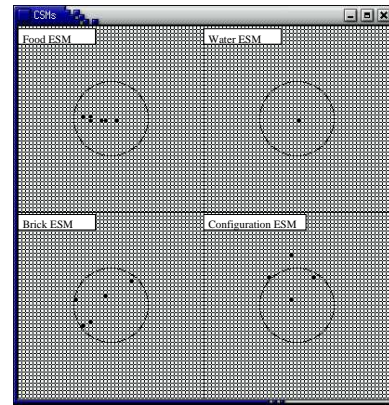 CSMs
Food ESM
Water ESM
Brick ESM
Configuration ESM